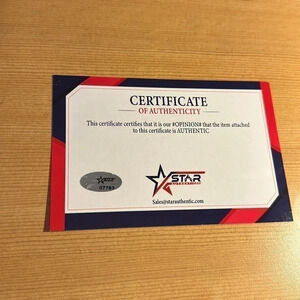 CERTIFICATE
OF AUTHENTICITY
This certificate certifies that it is our #OPINION# that the item attached
to this certificate is AUTHENTIC
STAR
07783
Sales@starauthentic.com